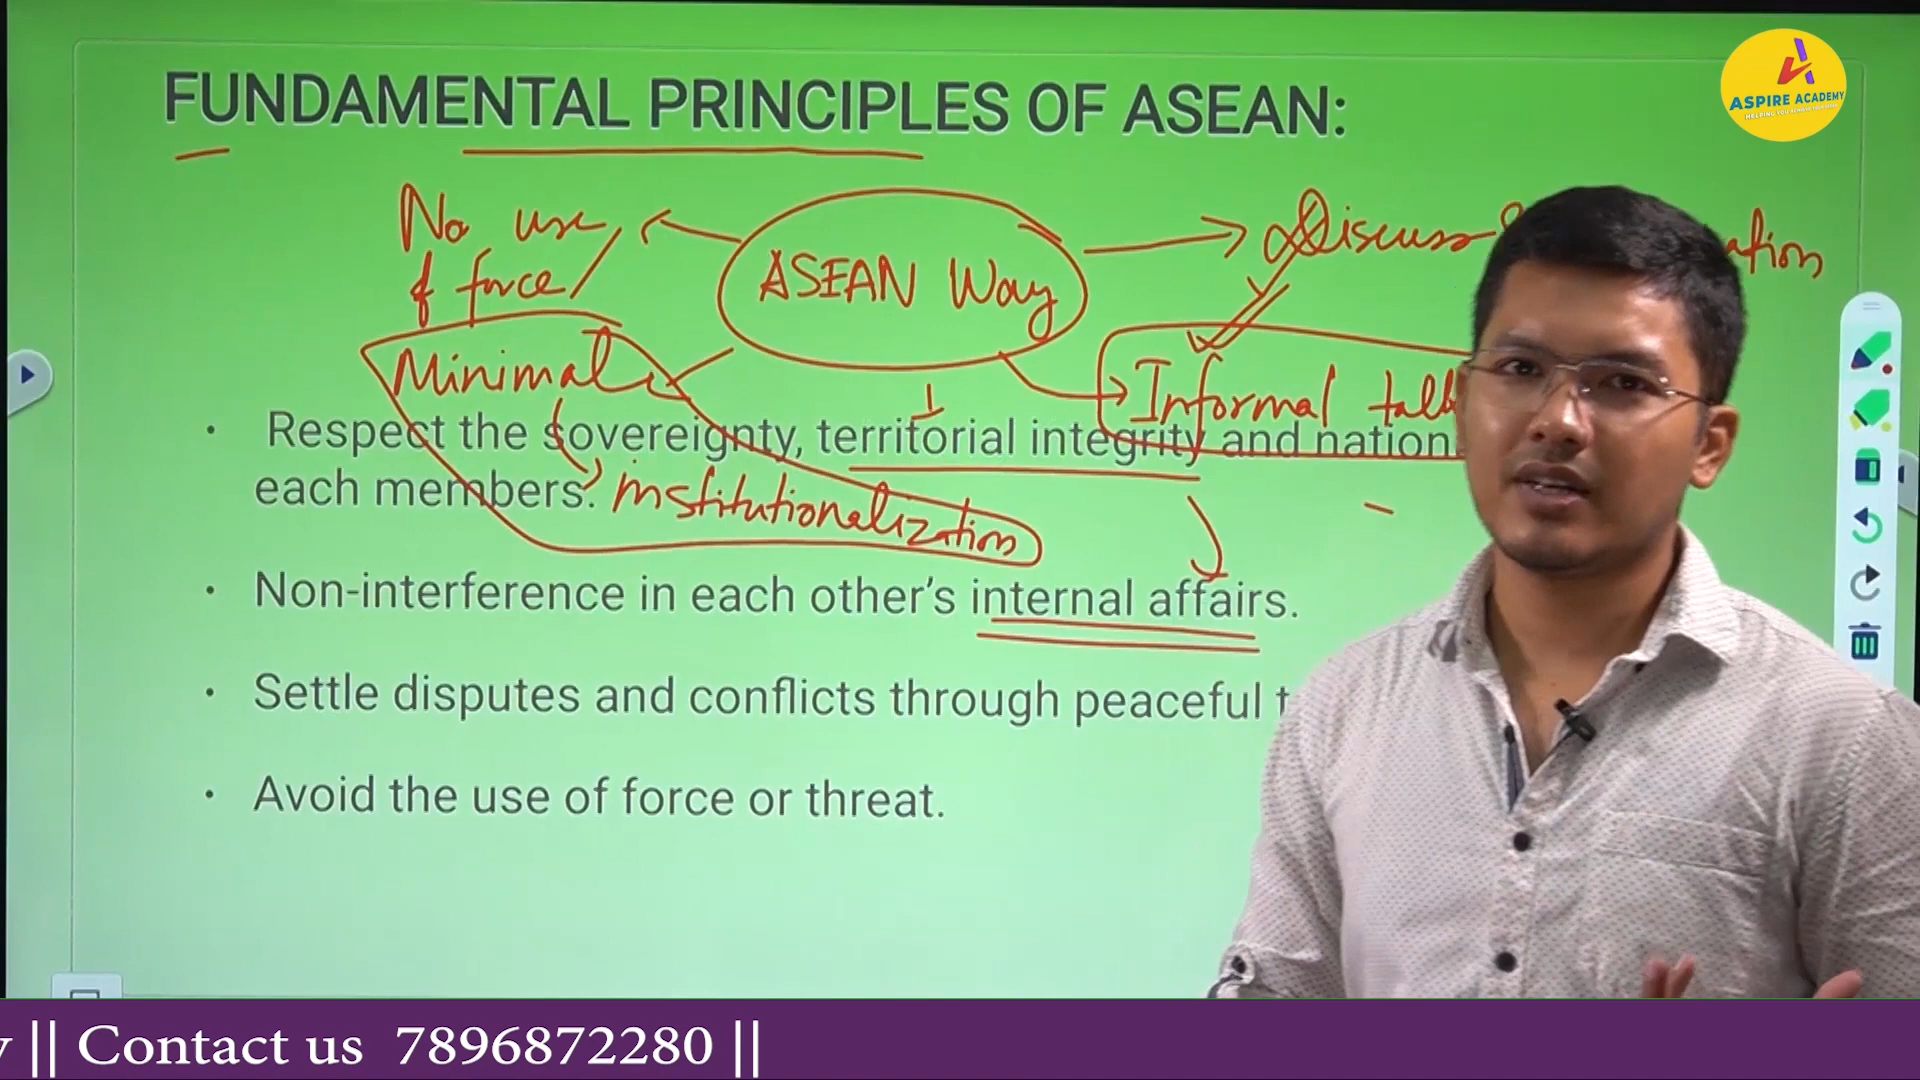 FUNDAMENTAL PRINCIPLES OF ASEAN:
ASPIRE ACADEMY
No use
of force/
ASEAN Way
Discuss
Minimal
Informal
• Respect the sovereignty, territorial integrity and nation
each members.
institutionalization
• Non-interference in each other's internal affairs.
• Settle disputes and conflicts through peaceful t
• Avoid the use of force or threat.
y || Contact us 7896872280 ||